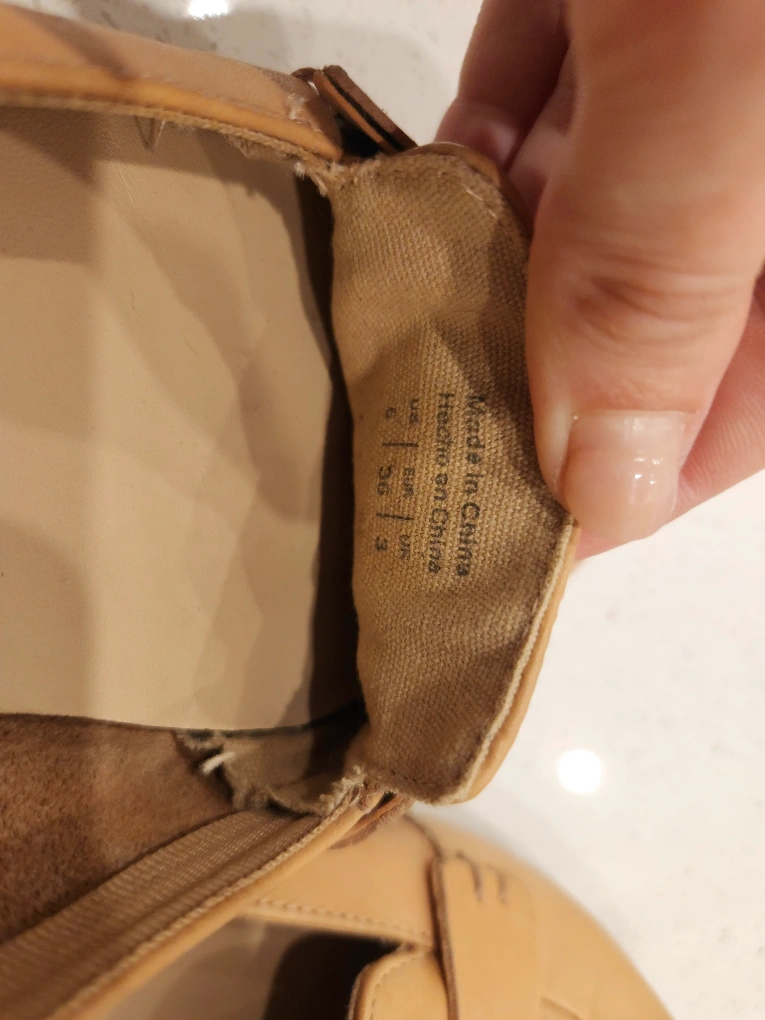 Made in China
Hecho en China
US | EUR | UK
6 | 36 | 3